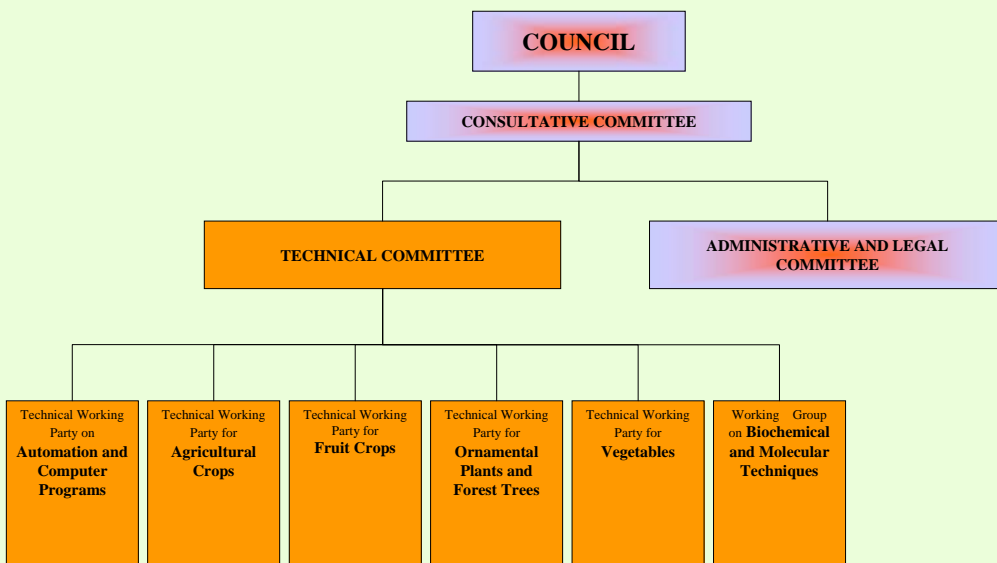 COUNCIL
CONSULTATIVE COMMITTEE
TECHNICAL COMMITTEE
ADMINISTRATIVE AND LEGAL
COMMITTEE
Technical Working
Party on
Automation and
Computer
Programs
Technical Working
Party for
Agricultural
Crops
Technical Working
Party for
Fruit Crops
Technical Working
Party for
Ornamental
Plants and
Forest Trees
Technical Working
Party for
Vegetables
Working Group
on Biochemical
and Molecular
Techniques